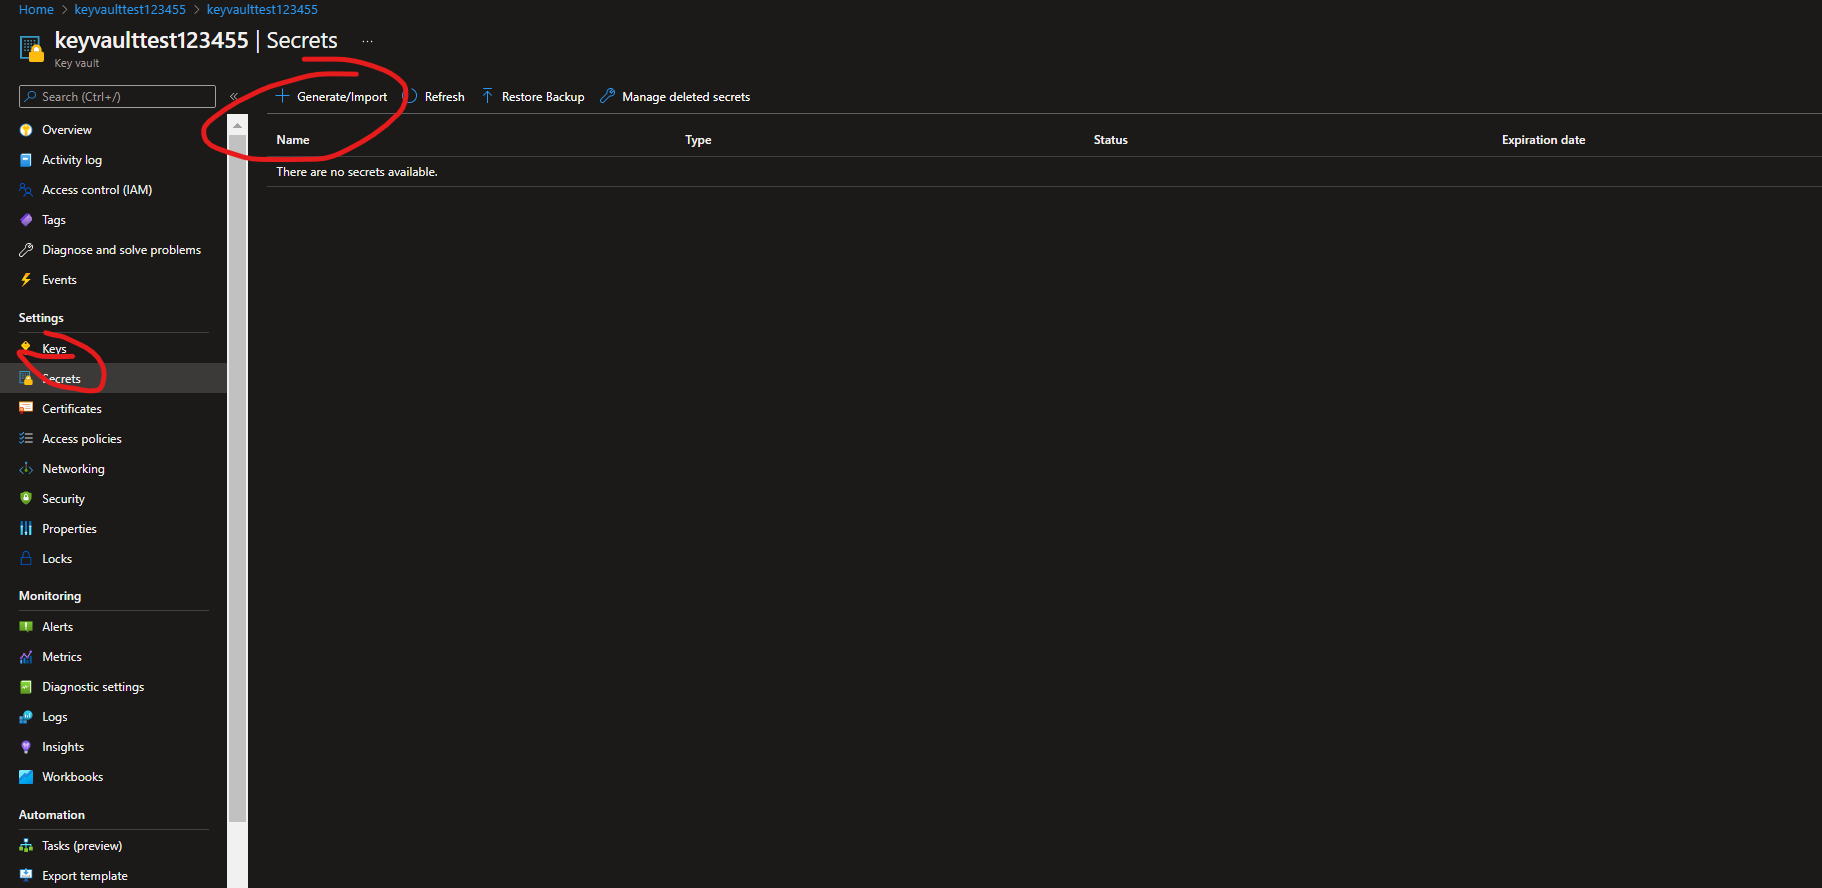 Home > keyvaulttest123455 > keyvaulttest123455
keyvaulttest123455 | Secrets ...
Key vault
Search (Ctrl+/)
«
Overview
Activity log
Access control (IAM)
Tags
Diagnose and solve problems
Events
Settings
Keys
Secrets
Certificates
Access policies
Networking
Security
Properties
Locks
Monitoring
Alerts
Metrics
Diagnostic settings
Logs
Insights
Workbooks
Automation
Tasks (preview)
Export template
+ Generate/Import Refresh Restore Backup Manage deleted secrets
Name Type Status Expiration date
There are no secrets available.